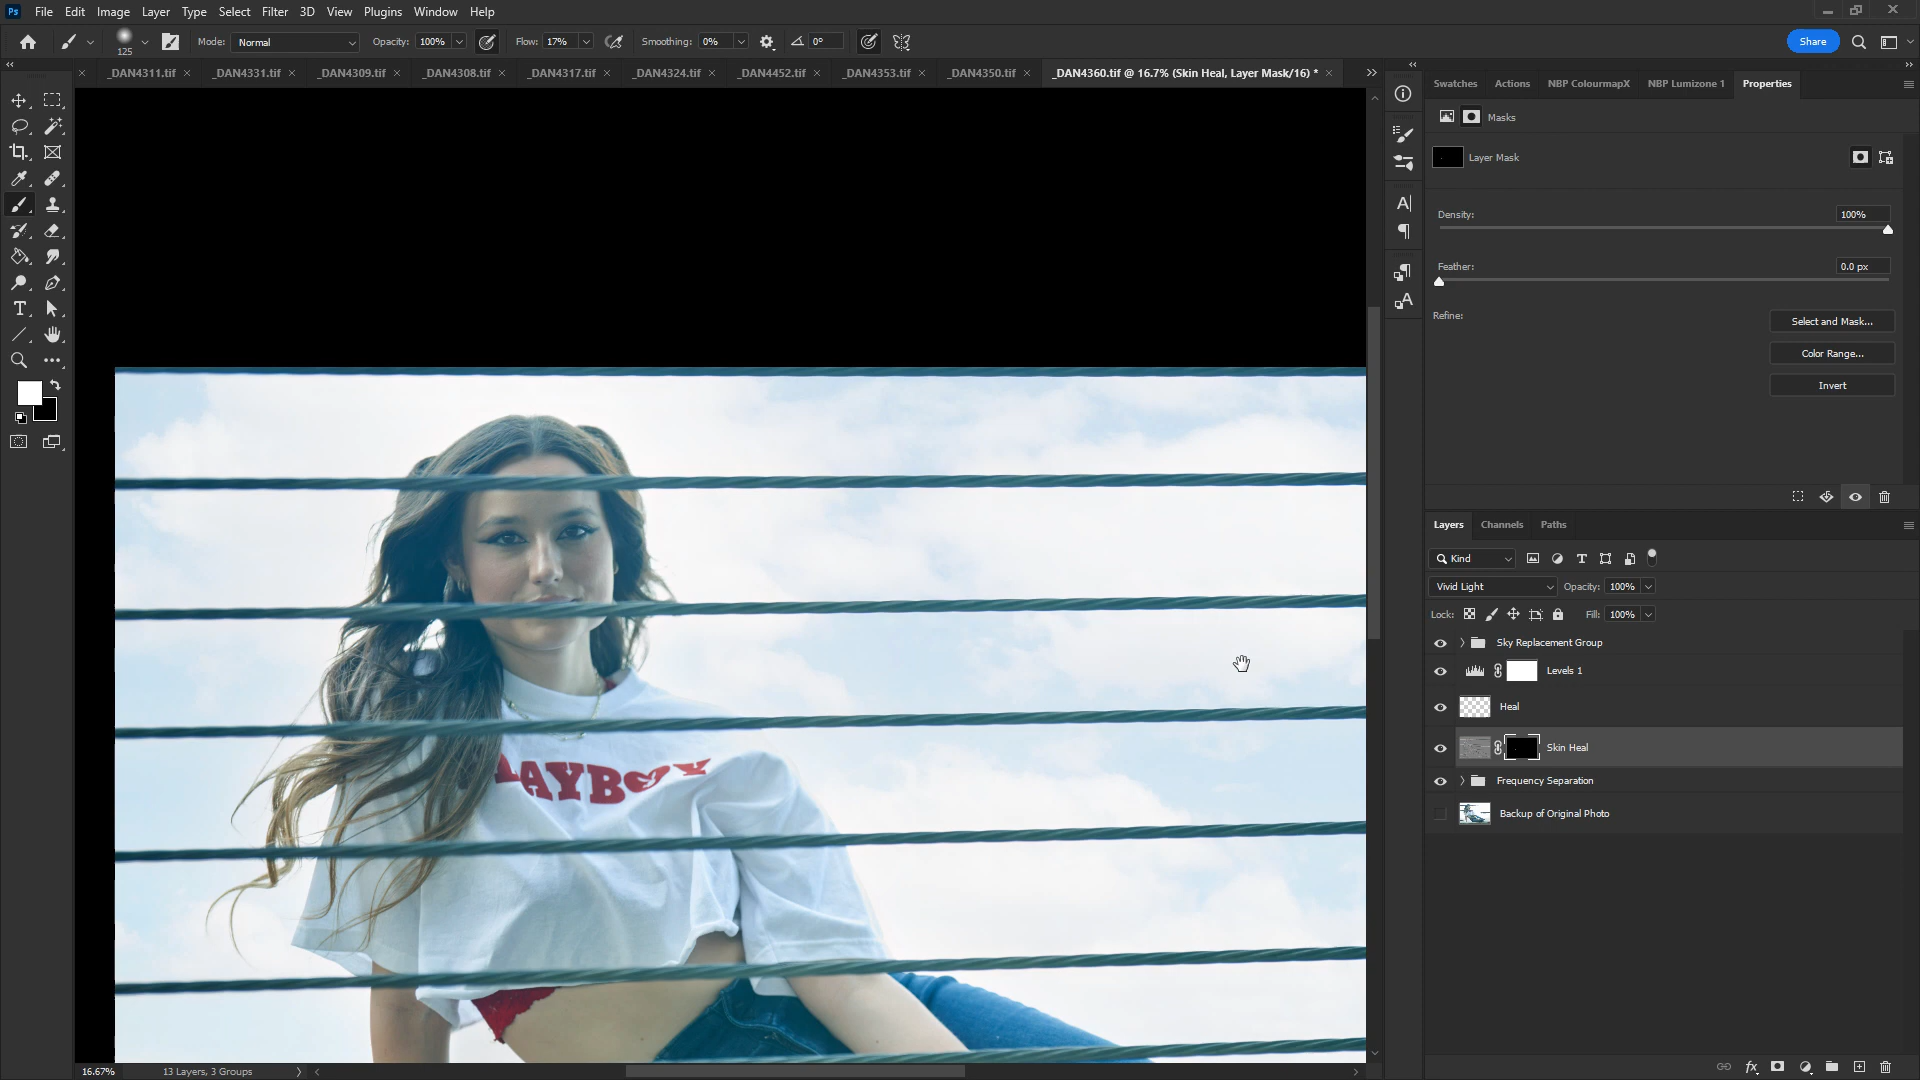 Ps File Edit Image Layer Type Select Filter 3D View Plugins Window Help
125 Mode: Normal Opacity: 100% Flow: 17% Smoothing: 0% 0° Share
_DAN4311.tif _DAN4331.tif _DAN4309.tif _DAN4308.tif _DAN4317.tif _DAN4324.tif _DAN4452.tif _DAN4353.tif _DAN4350.tif _DAN4360.tif @ 16.7% (Skin Heal, Layer Mask/16) *
Swatches Actions NBP ColourmapX NBP Lumizone 1 Properties
Masks
Layer Mask
Density: 100%
Feather: 0.0 px
Refine:
Select and Mask...
Color Range...
Invert
Layers Channels Paths
Kind
Vivid Light Opacity: 100%
Lock: Fill: 100%
Sky Replacement Group
Levels 1
Heal
Skin Heal
Frequency Separation
Backup of Original Photo
LAYBOY
16.67% 13 Layers, 3 Groups